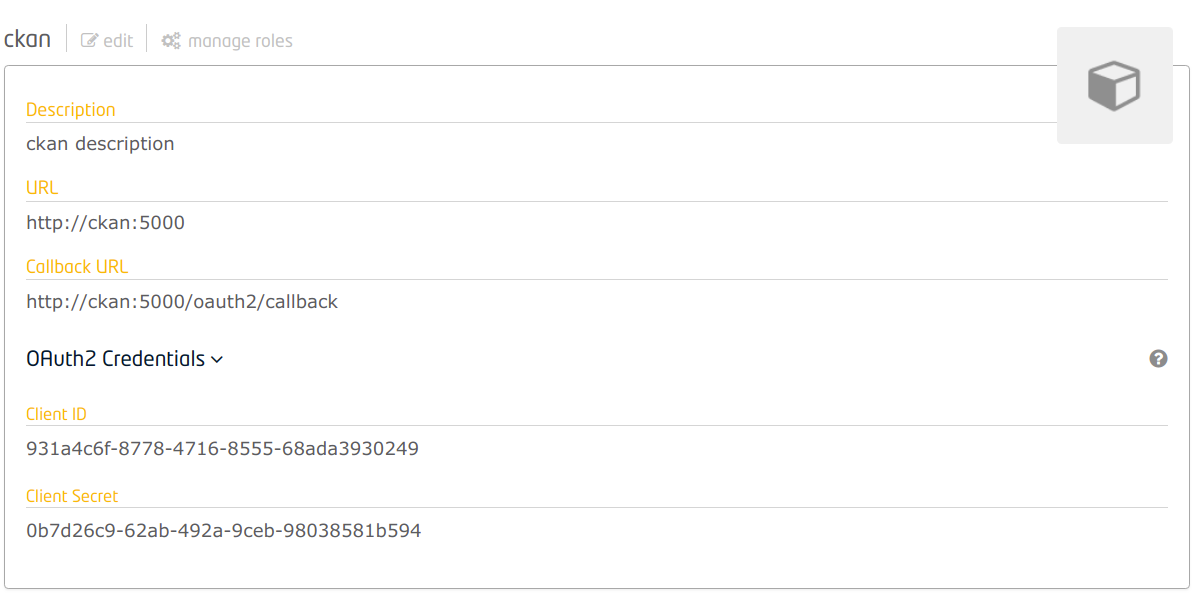 ckan edit manage roles
Description
ckan description
URL
http://ckan:5000
Callback URL
http://ckan:5000/oauth2/callback
OAuth2 Credentials
Client ID
931a4c6f-8778-4716-8555-68ada3930249
Client Secret
0b7d26c9-62ab-492a-9ceb-98038581b594